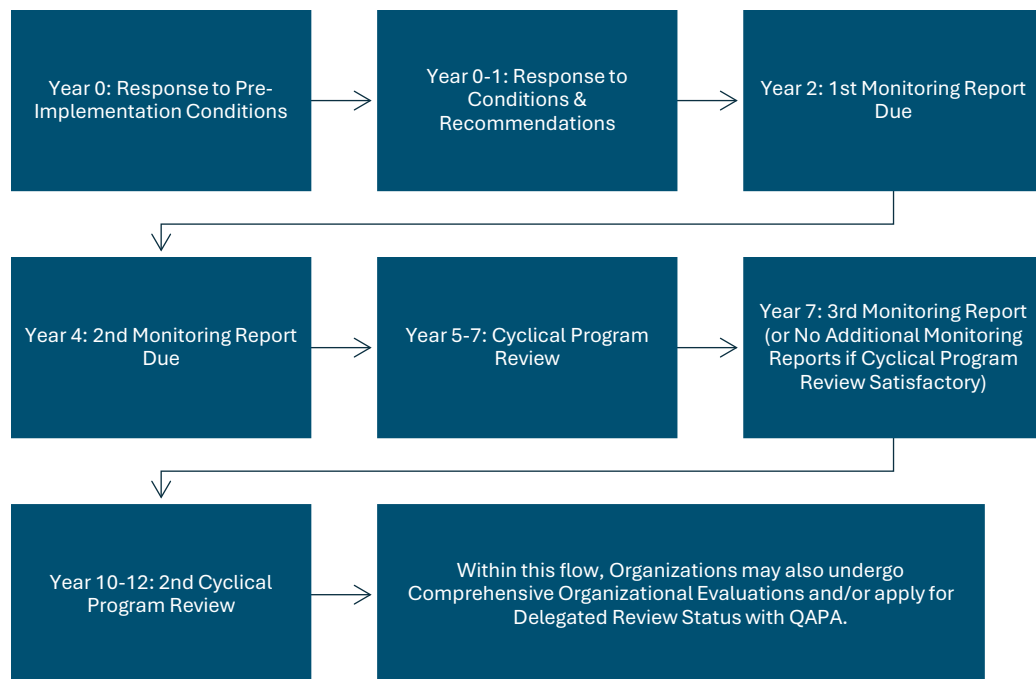 Year 0: Response to Pre-
Implementation Conditions
Year 0-1: Response to
Conditions &
Recommendations
Year 2: 1st Monitoring Report
Due
Year 4: 2nd Monitoring Report
Due
Year 5-7: Cyclical Program
Review
Year 7: 3rd Monitoring Report
(or No Additional Monitoring
Reports if Cyclical Program
Review Satisfactory)
Year 10-12: 2nd Cyclical
Program Review
Within this flow, Organizations may also undergo
Comprehensive Organizational Evaluations and/or apply for
Delegated Review Status with QAPA.